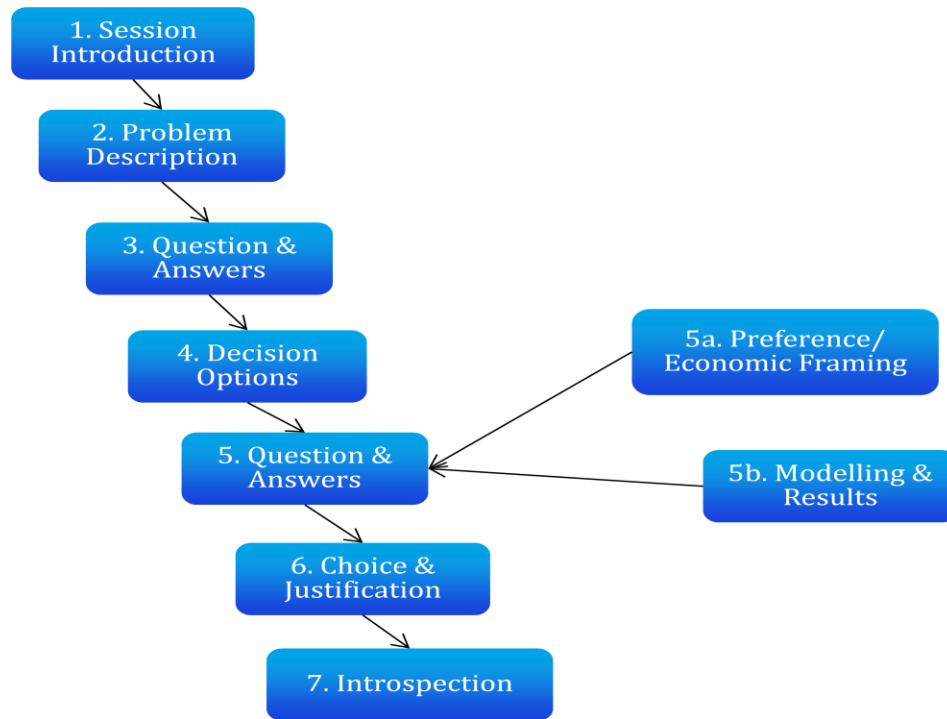 1. Session
Introduction
2. Problem
Description
3. Question &
Answers
4. Decision
Options
5. Question &
Answers
5a. Preference/
Economic Framing
5b. Modelling &
Results
6. Choice &
Justification
7. Introspection